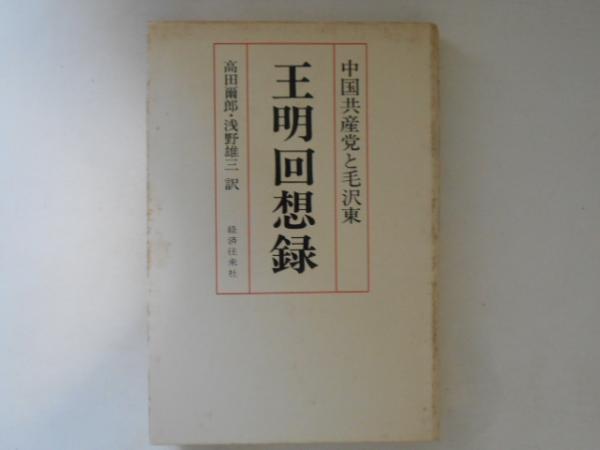 中国共産党と毛沢東
王明回想録
高田爾郎・浅野雄三 訳
経済往来社